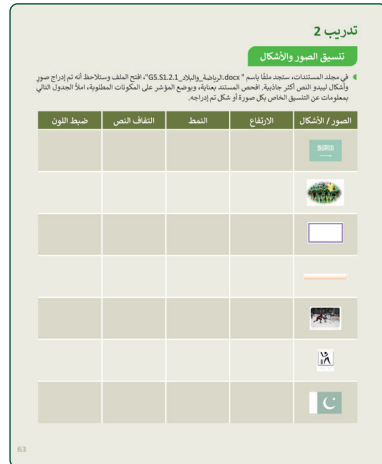 تدريب 2
تنسيق الصور والأشكال
في مجلد المستندات، ستجد ملفًا باسم " G5.S1.2.1_الرياضة_والبلاد.docx"، افتح الملف وستلاحظ أنه تم إدراج صور
وأشكال ليبدو النص أكثر جاذبية. افحص المستند بعناية، وبوضع المؤشر على المكونات المطلوبة، املأ الجدول التالي
بمعلومات عن التنسيق الخاص بكل صورة أو شكل تم إدراجه.
الصور / الأشكال الارتفاع النمط التفاف النص ضبط اللون
63